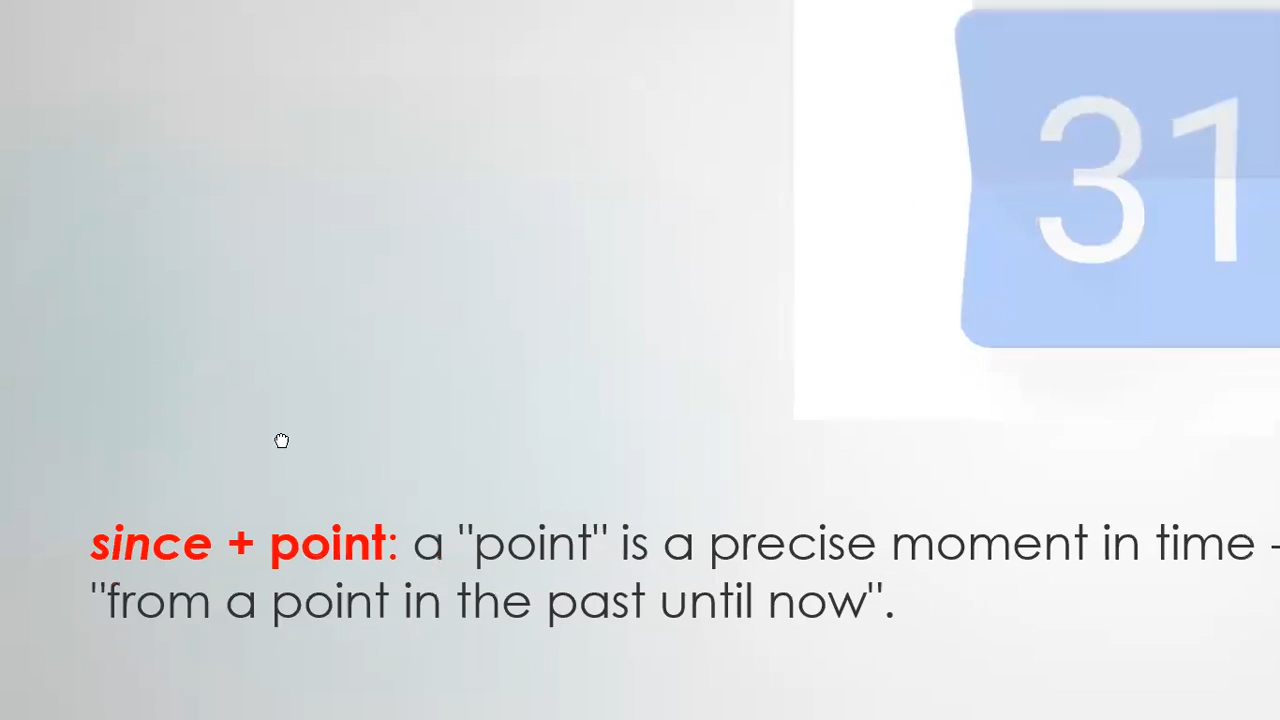 31
since + point: a "point" is a precise moment in time -
"from a point in the past until now".